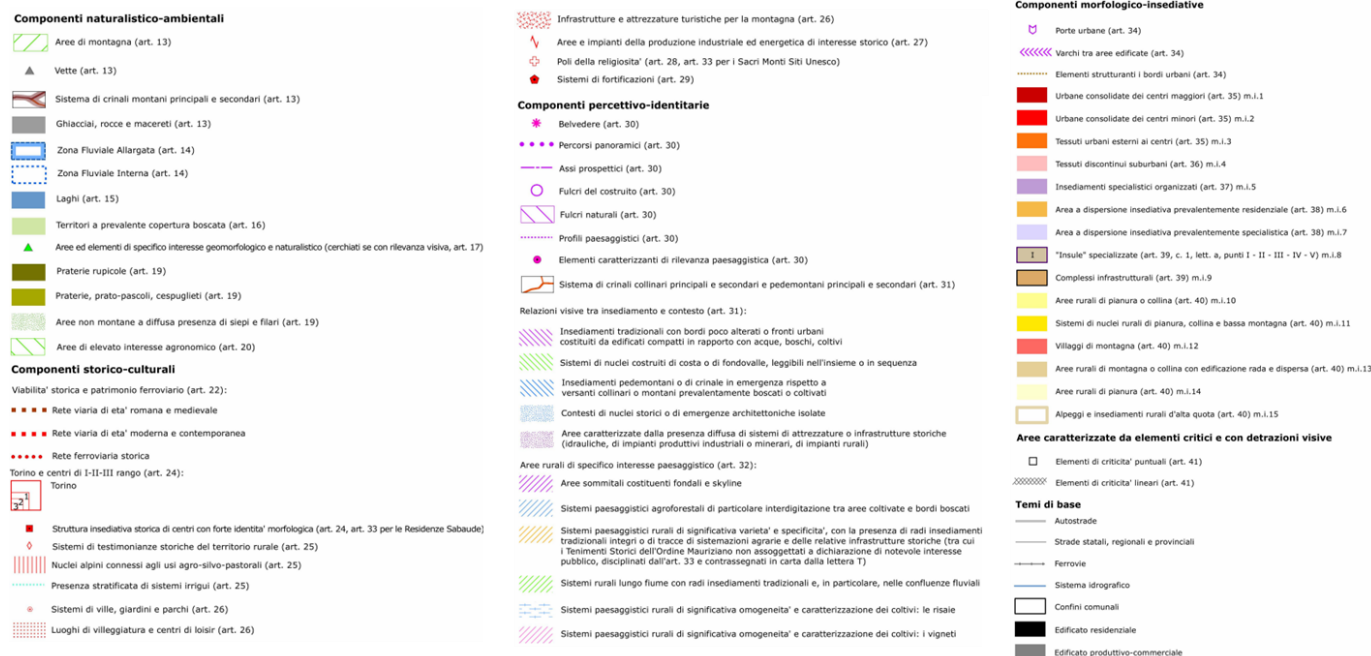 Componenti naturalistico-ambientali
Aree di montagna (art. 13)
Vette (art. 13)
Sistema di crinali montani principali e secondari (art. 13)
Ghiacciai, rocce e macereti (art. 13)
Zona Fluviale Allargata (art. 14)
Zona Fluviale Interna (art. 14)
Laghi (art. 15)
Territori a prevalente copertura boscata (art. 16)
Aree ed elementi di specifico interesse geomorfologico e naturalistico (cerchiati se con rilevanza visiva, art. 17)
Praterie rupicole (art. 19)
Praterie, prato-pascoli, cespuglieti (art. 19)
Aree non montane a diffusa presenza di siepi e filari (art. 19)
Aree di elevato interesse agronomico (art. 20)
Componenti storico-culturali
Viabilita' storica e patrimonio ferroviario (art. 22):
Rete viaria di eta' romana e medievale
Rete viaria di eta' moderna e contemporanea
Rete ferroviaria storica
Torino e centri di I-II-III rango (art. 24):
Torino
3 2 1
Struttura insediativa storica di centri con forte identita' morfologica (art. 24, art. 33 per le Residenze Sabaude)
Sistemi di testimonianze storiche del territorio rurale (art. 25)
Nuclei alpini connessi agli usi agro-silvo-pastorali (art. 25)
Presenza stratificata di sistemi irrigui (art. 25)
Sistemi di ville, giardini e parchi (art. 26)
Luoghi di villeggiatura e centri di loisir (art. 26)
Infrastrutture e attrezzature turistiche per la montagna (art. 26)
Aree e impianti della produzione industriale ed energetica di interesse storico (art. 27)
Poli della religiosita' (art. 28, art. 33 per i Sacri Monti Siti Unesco)
Sistemi di fortificazioni (art. 29)
Componenti percettivo-identitarie
Belvedere (art. 30)
Percorsi panoramici (art. 30)
Assi prospettici (art. 30)
Fulcri del costruito (art. 30)
Fulcri naturali (art. 30)
Profili paesaggistici (art. 30)
Elementi caratterizzanti di rilevanza paesaggistica (art. 30)
Sistema di crinali collinari principali e secondari e pedemontani principali e secondari (art. 31)
Relazioni visive tra insediamento e contesto (art. 31):
Insediamenti tradizionali con bordi poco alterati o fronti urbani
costituiti da edificati compatti in rapporto con acque, boschi, coltivi
Sistemi di nuclei costruiti di costa o di fondovalle, leggibili nell'insieme o in sequenza
Insediamenti pedemontani o di crinale in emergenza rispetto a
versanti collinari o montani prevalentemente boscati o coltivati
Contesti di nuclei storici o di emergenze architettoniche isolate
Aree caratterizzate dalla presenza diffusa di sistemi di attrezzature o infrastrutture storiche
(idrauliche, di impianti produttivi industriali o minerari, di impianti rurali)
Aree rurali di specifico interesse paesaggistico (art. 32):
Aree sommitali costituenti fondali e skyline
Sistemi paesaggistici agroforestali di particolare interdigitazione tra aree coltivate e bordi boscati
Sistemi paesaggistici rurali di significativa varieta' e specificita', con la presenza di radi insediamenti
tradizionali integri o di tracce di sistemazioni agrarie e delle relative infrastrutture storiche (tra cui
i Tenimenti Storici dell'Ordine Mauriziano non assoggettati a dichiarazione di notevole interesse
pubblico, disciplinati dall'art. 33 e contrassegnati in carta dalla lettera T)
Sistemi rurali lungo fiume con radi insediamenti tradizionali e, in particolare, nelle confluenze fluviali
Sistemi paesaggistici rurali di significativa omogeneita' e caratterizzazione dei coltivi: le risaie
Sistemi paesaggistici rurali di significativa omogeneita' e caratterizzazione dei coltivi: i vigneti
Componenti morfologico-insediative
Porte urbane (art. 34)
Varchi tra aree edificate (art. 34)
Elementi strutturanti i bordi urbani (art. 34)
Urbane consolidate dei centri maggiori (art. 35) m.i.1
Urbane consolidate dei centri minori (art. 35) m.i.2
Tessuti urbani esterni ai centri (art. 35) m.i.3
Tessuti discontinui suburbani (art. 36) m.i.4
Insediamenti specialistici organizzati (art. 37) m.i.5
Area a dispersione insediativa prevalentemente residenziale (art. 38) m.i.6
Area a dispersione insediativa prevalentemente specialistica (art. 38) m.i.7
I "Insule" specializzate (art. 39, c. 1, lett. a, punti I - II - III - IV - V) m.i.8
Complessi infrastrutturali (art. 39) m.i.9
Aree rurali di pianura o collina (art. 40) m.i.10
Sistemi di nuclei rurali di pianura, collina e bassa montagna (art. 40) m.i.11
Villaggi di montagna (art. 40) m.i.12
Aree rurali di montagna o collina con edificazione rada e dispersa (art. 40) m.i.13
Aree rurali di pianura (art. 40) m.i.14
Alpeggi e insediamenti rurali d'alta quota (art. 40) m.i.15
Aree caratterizzate da elementi critici e con detrazioni visive
Elementi di criticita' puntuali (art. 41)
Elementi di criticita' lineari (art. 41)
Temi di base
Autostrade
Strade statali, regionali e provinciali
Ferrovie
Sistema idrografico
Confini comunali
Edificato residenziale
Edificato produttivo-commerciale